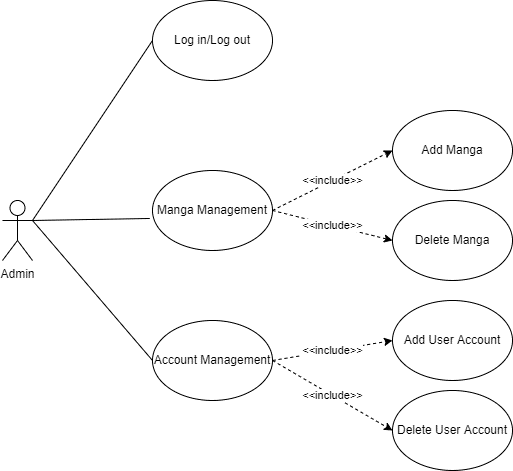 Log in/Log out
Add Manga
<<include>>
Manga Management
<<include>>
Delete Manga
Admin
Add User Account
<<include>>
Account Management
<<include>>
Delete User Account